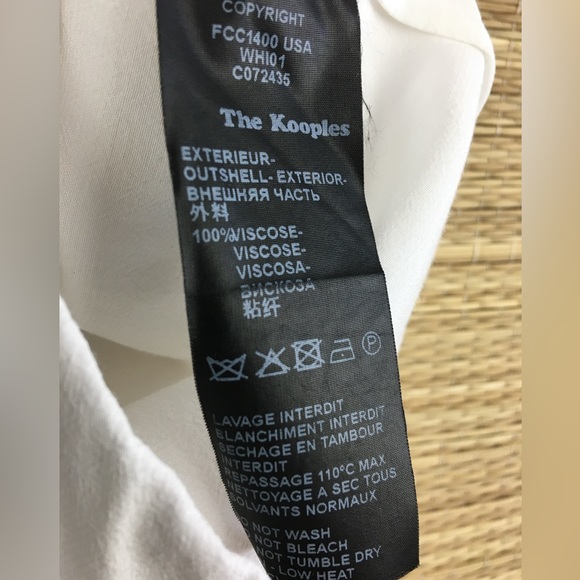 COPYRIGHT
FCC1400 USA
WHI01
C072435
The Kooples
EXTERIEUR-
OUTSHELL- EXTERIOR-
ВНЕШНЯЯ ЧАСТЬ
外料
100%VISCOSE-
VISCOSE-
VISCOSA-
ВИСКОЗА
粘纤
P
LAVAGE INTERDIT
BLANCHIMENT INTERDIT
SECHAGE EN TAMBOUR
INTERDIT
REPASSAGE 110°C MAX
NETTOYAGE A SEC TOUS
SOLVANTS NORMAUX
DO NOT WASH
NOT BLEACH
NOT TUMBLE DRY
- LOW HEAT